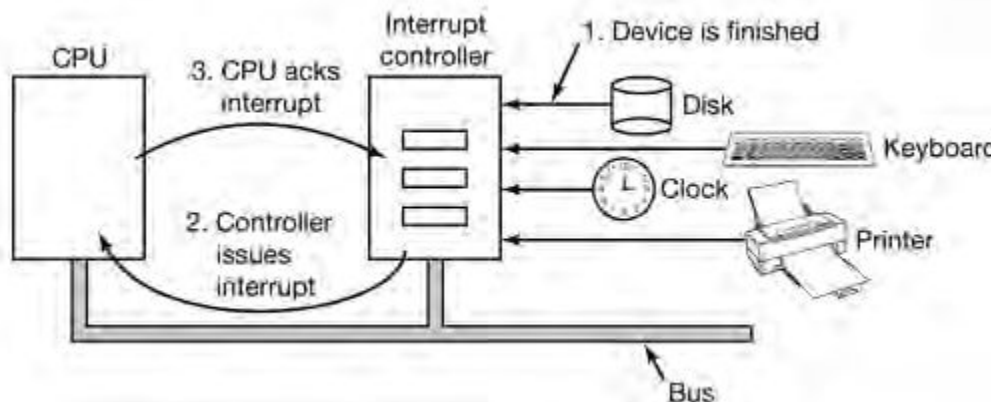 CPU
3. CPU acks
interrupt
Interrupt
controller
1. Device is finished
Disk
Keyboard
Clock
2. Controller
issues
interrupt
Printer
Bus